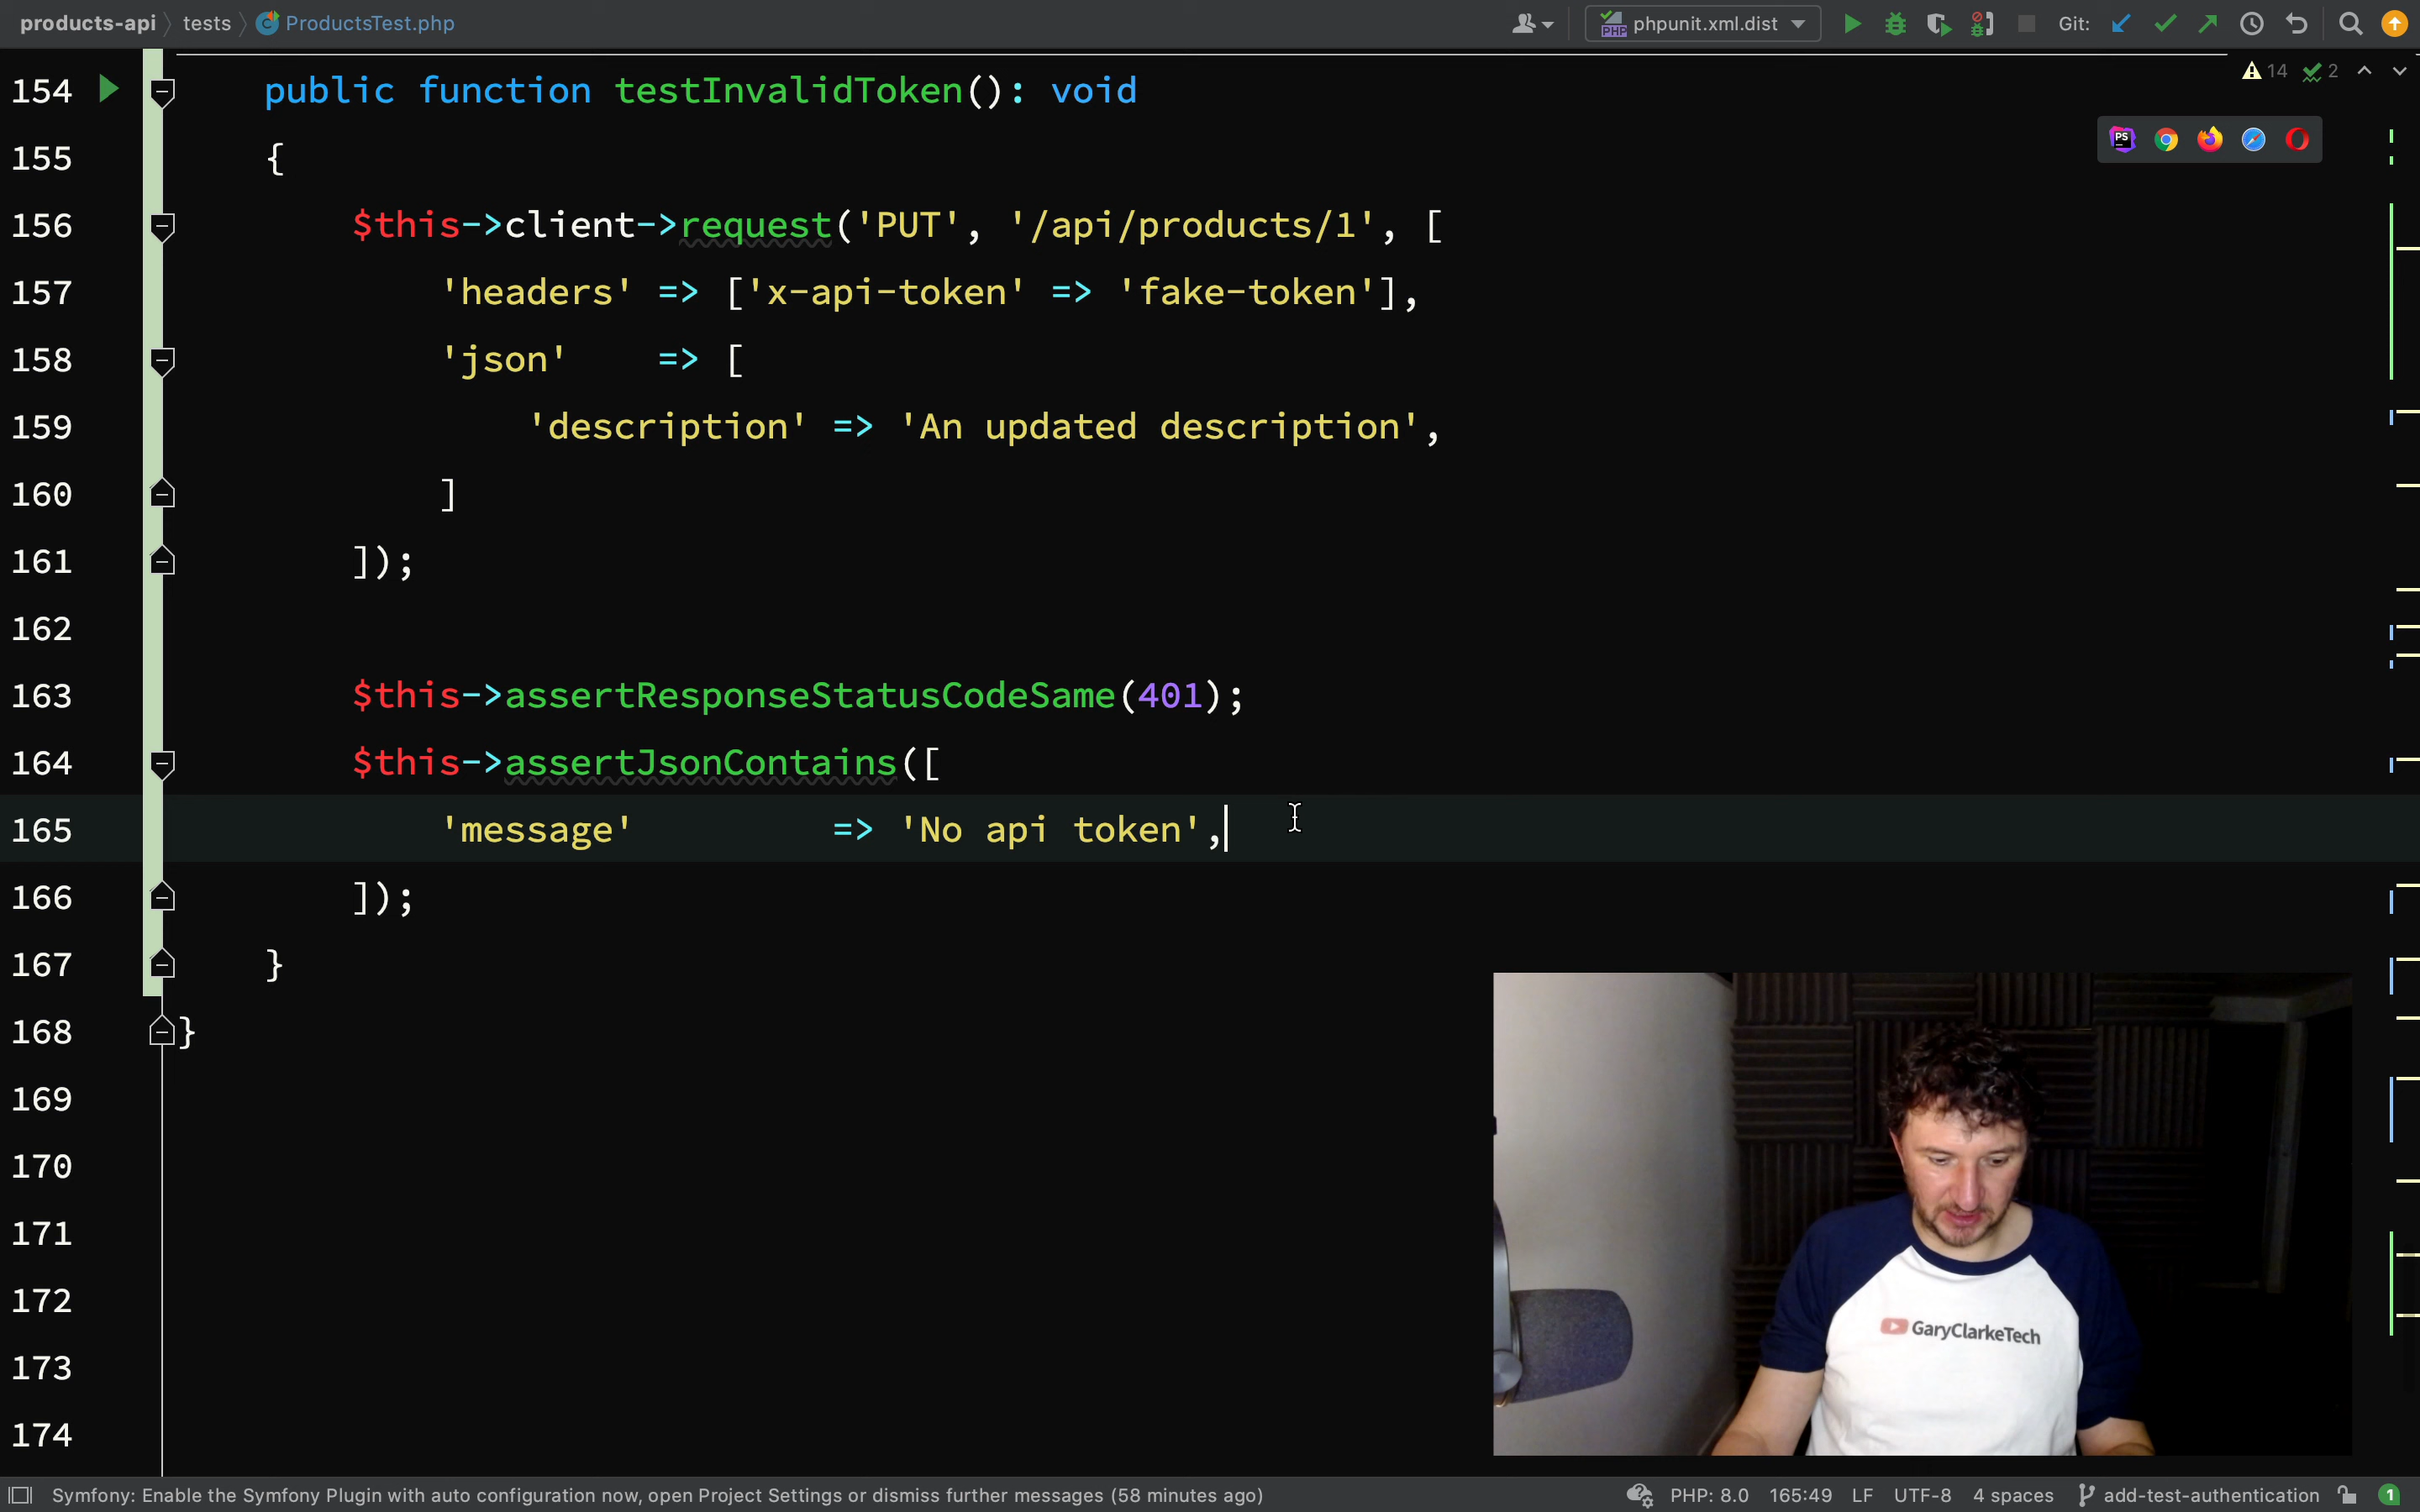 products-api tests ProductsTest.php phpunit.xml.dist Git:
14 2
154 public function testInvalidToken(): void
155 {
156 $this->client->request('PUT', '/api/products/1', [
157 'headers' => ['x-api-token' => 'fake-token'],
158 'json' => [
159 'description' => 'An updated description',
160 ]
161 ]);
162
163 $this->assertResponseStatusCodeSame(401);
164 $this->assertJsonContains([
165 'message' => 'No api token',
166 ]);
167 }
168 }
169
170
171
172
173
174
GaryClarkeTech
Symfony: Enable the Symfony Plugin with auto configuration now, open Project Settings or dismiss further messages (58 minutes ago) PHP: 8.0 165:49 LF UTF-8 4 spaces add-test-authentication 1